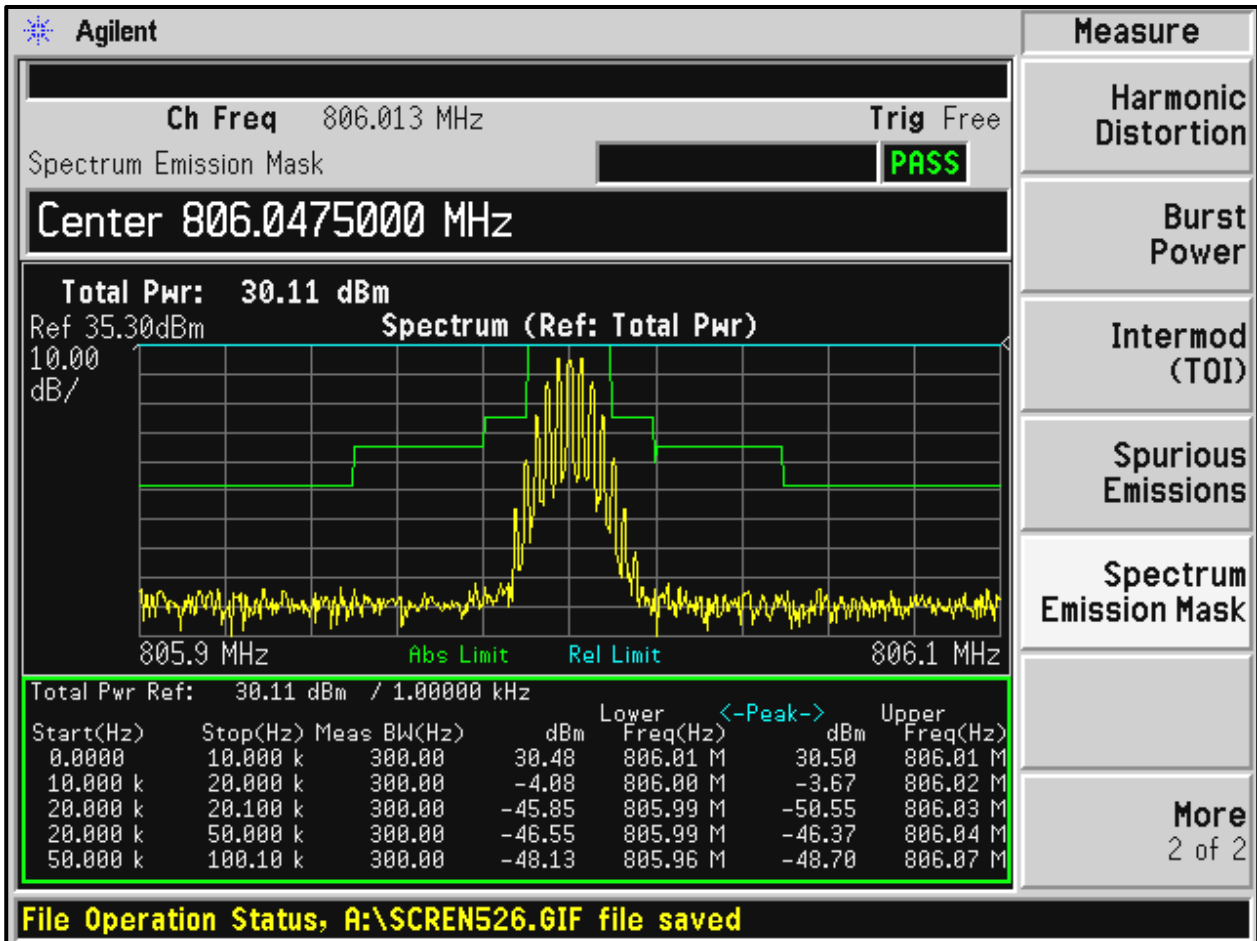 Agilent
Measure
Ch Freq 806.013 MHz Trig Free
Spectrum Emission Mask PASS
Center 806.0475000 MHz
Total Pwr: 30.11 dBm
Ref 35.30dBm Spectrum (Ref: Total Pwr)
10.00
dB/
805.9 MHz Abs Limit Rel Limit 806.1 MHz
Total Pwr Ref: 30.11 dBm / 1.00000 kHz
Lower <-Peak-> Upper
Start(Hz) Stop(Hz) Meas BW(Hz) dBm Freq(Hz) dBm Freq(Hz)
0.0000 10.000 k 300.00 30.48 806.01 M 30.50 806.01 M
10.000 k 20.000 k 300.00 -4.08 806.00 M -3.67 806.02 M
20.000 k 20.100 k 300.00 -45.85 805.99 M -50.55 806.03 M
20.000 k 50.000 k 300.00 -46.55 805.99 M -46.37 806.04 M
50.000 k 100.10 k 300.00 -48.13 805.96 M -48.70 806.07 M
File Operation Status, A:\SCREN526.GIF file saved
Harmonic
Distortion
Burst
Power
Intermod
(TOI)
Spurious
Emissions
Spectrum
Emission Mask
More
2 of 2